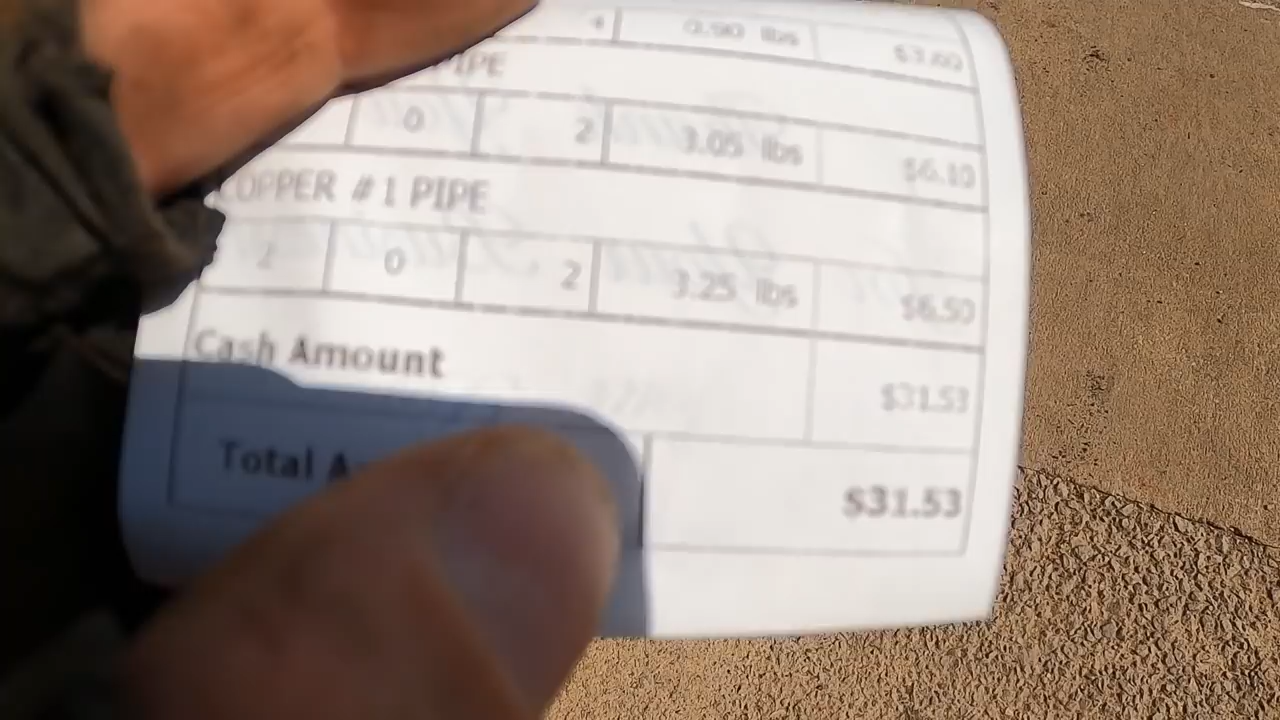 4 0.90 lbs $3.60
PIPE
0 2 3.05 lbs $6.10
COPPER #1 PIPE
2 0 2 3.25 lbs $6.50
Cash Amount $31.53
Total $31.53